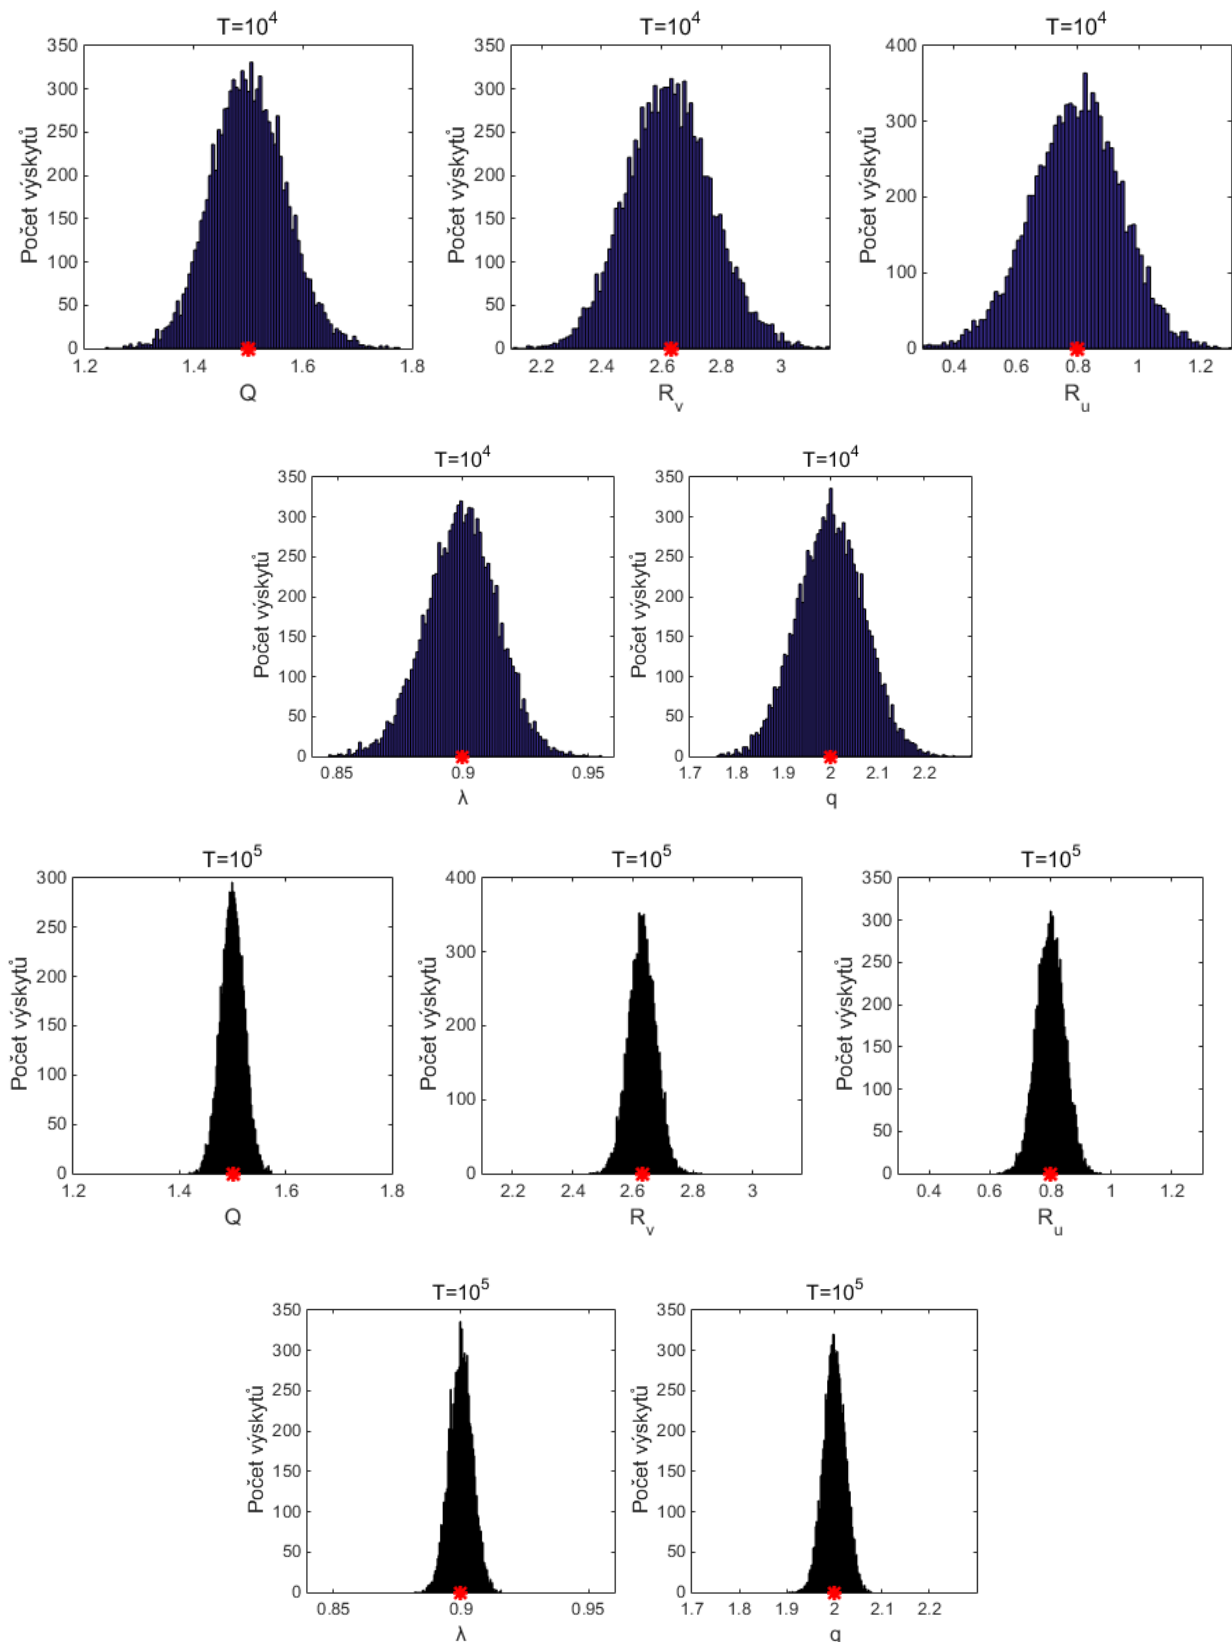 T=10^4
T=10^4
T=10^4
350
300
250
200
150
100
50
0
Počet výskytů
1.2 1.4 1.6 1.8
Q
350
300
250
200
150
100
50
0
Počet výskytů
2.2 2.4 2.6 2.8 3
R_v
400
300
200
100
0
Počet výskytů
0.4 0.6 0.8 1 1.2
R_u
T=10^4
T=10^4
350
300
250
200
150
100
50
0
Počet výskytů
0.85 0.9 0.95
λ
350
300
250
200
150
100
50
0
Počet výskytů
1.7 1.8 1.9 2 2.1 2.2
q
T=10^5
T=10^5
T=10^5
300
250
200
150
100
50
0
Počet výskytů
1.2 1.4 1.6 1.8
Q
400
300
200
100
0
Počet výskytů
2.2 2.4 2.6 2.8 3
R_v
350
300
250
200
150
100
50
0
Počet výskytů
0.4 0.6 0.8 1 1.2
R_u
T=10^5
T=10^5
350
300
250
200
150
100
50
0
Počet výskytů
0.85 0.9 0.95
λ
350
300
250
200
150
100
50
0
Počet výskytů
1.7 1.8 1.9 2 2.1 2.2
q